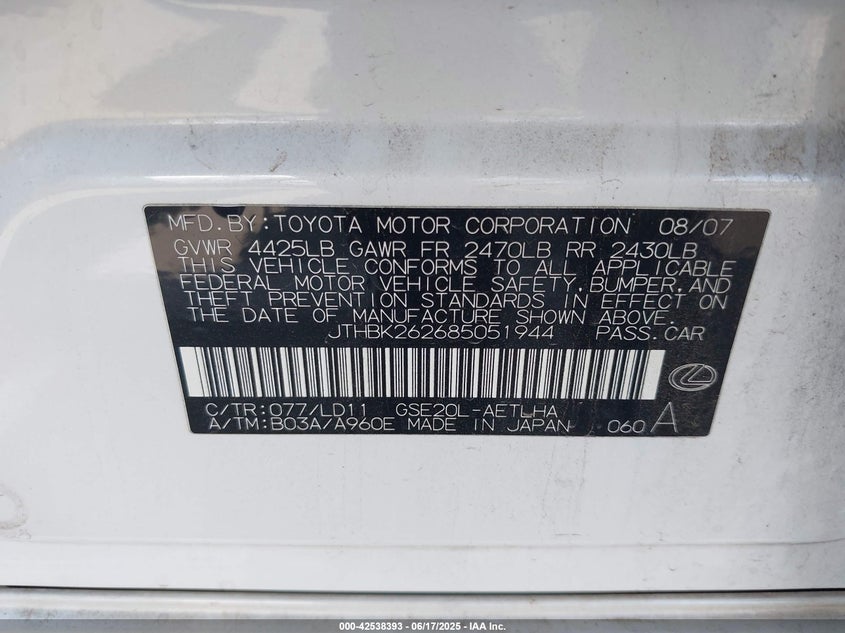 MFD.BY:TOYOTA MOTOR CORPORATION 08/07
GVWR 4425LB GAWR FR 2470LB RR 2430LB
THIS VEHICLE CONFORMS TO ALL APPLICABLE
FEDERAL MOTOR VEHICLE SAFETY,BUMPER,AND
THEFT PREVENTION STANDARDS IN EFFECT ON
THE DATE OF MANUFACTURE SHOWN ABOVE.
JTHBK262685051944 PASS.CAR
C/TR:077/LD11 GSE20L-AETLHA
A/TM:B03A/A960E MADE IN JAPAN 060 A
000-42538393 - 06/17/2025 - IAA Inc.